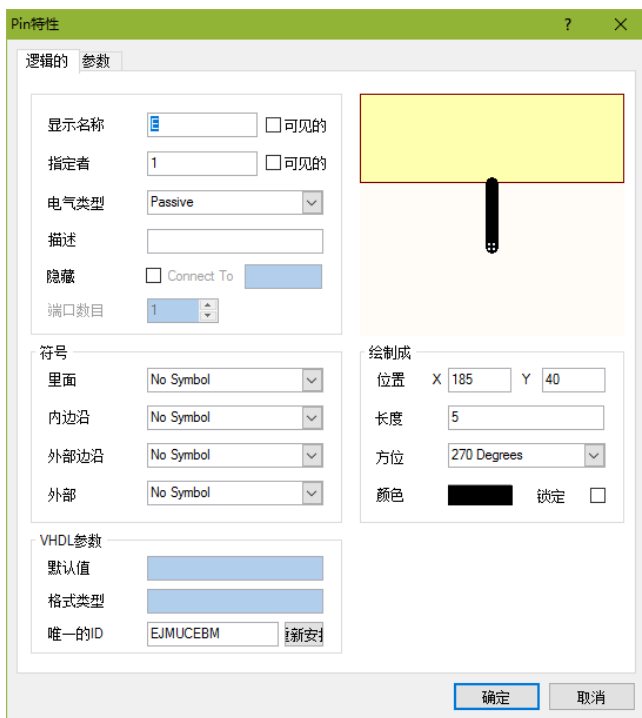 Pin特性 ?
逻辑的 参数
显示名称 E 可见的
指定者 1 可见的
电气类型 Passive
描述
隐藏 Connect To
端口数目 1
符号
里面 No Symbol
内边沿 No Symbol
外部边沿 No Symbol
外部 No Symbol
绘制成
位置 X 185 Y 40
长度 5
方位 270 Degrees
颜色 锁定
VHDL参数
默认值
格式类型
唯一的ID EJMUCEBM 新安
确定 取消